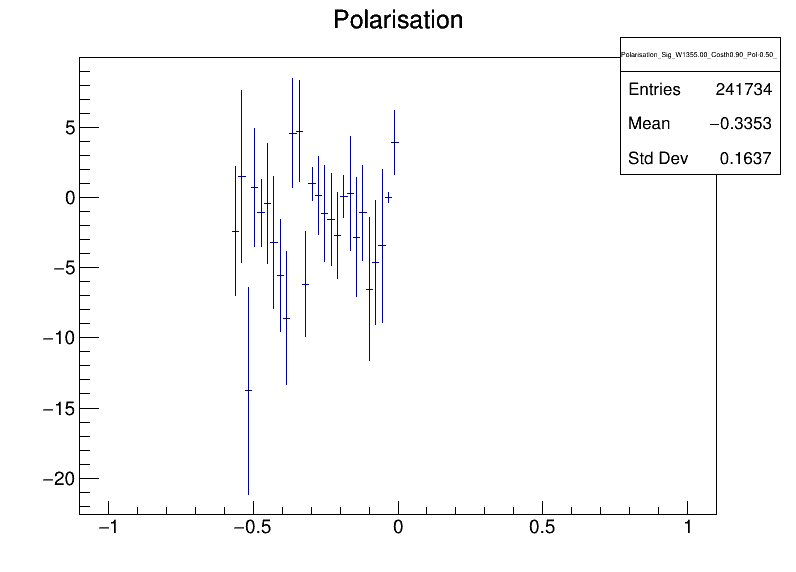 Polarisation
Polarisation_Sig_W1355.00_Costh0.90_Pol-0.50_
Entries 241734
Mean −0.3353
Std Dev 0.1637
5
0
−5
−10
−15
−20
−1 −0.5 0 0.5 1